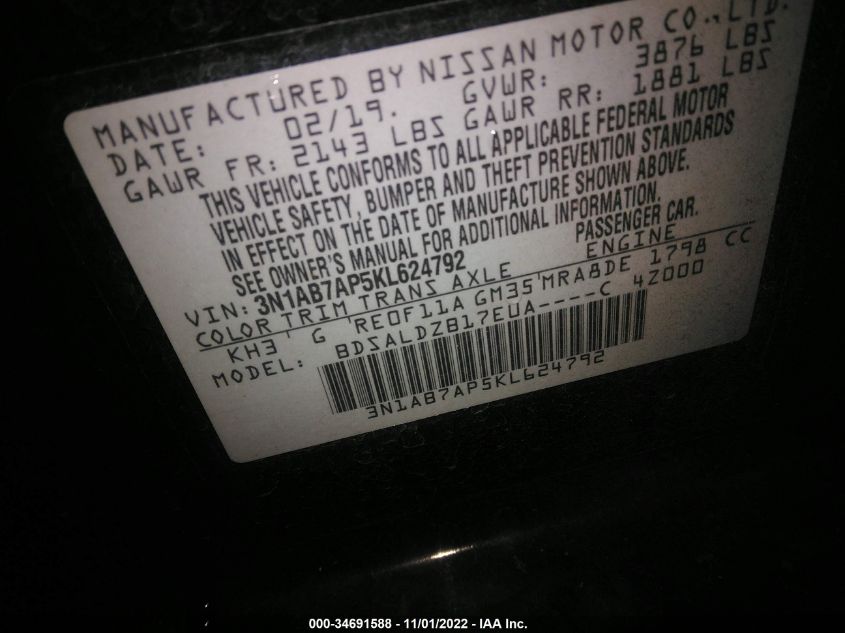 MANUFACTURED BY NISSAN MOTOR CO.,LTD.
DATE: 02/19. GVWR: 3876 LBS
GAWR FR: 2143 LBS GAWR RR: 1881 LBS
THIS VEHICLE CONFORMS TO ALL APPLICABLE FEDERAL MOTOR
VEHICLE SAFETY, BUMPER AND THEFT PREVENTION STANDARDS
IN EFFECT ON THE DATE OF MANUFACTURE SHOWN ABOVE.
SEE OWNER'S MANUAL FOR ADDITIONAL INFORMATION.
VIN: 3N1AB7AP5KL624792 PASSENGER CAR.
COLOR TRIM TRANS AXLE ENGINE
KH3 G RE0F11A GM35 MRA8DE 1798 CC
MODEL: BDSALDZB17EUA----C 4Z000
3N1AB7AP5KL624792
000-34691588 - 11/01/2022 - IAA Inc.